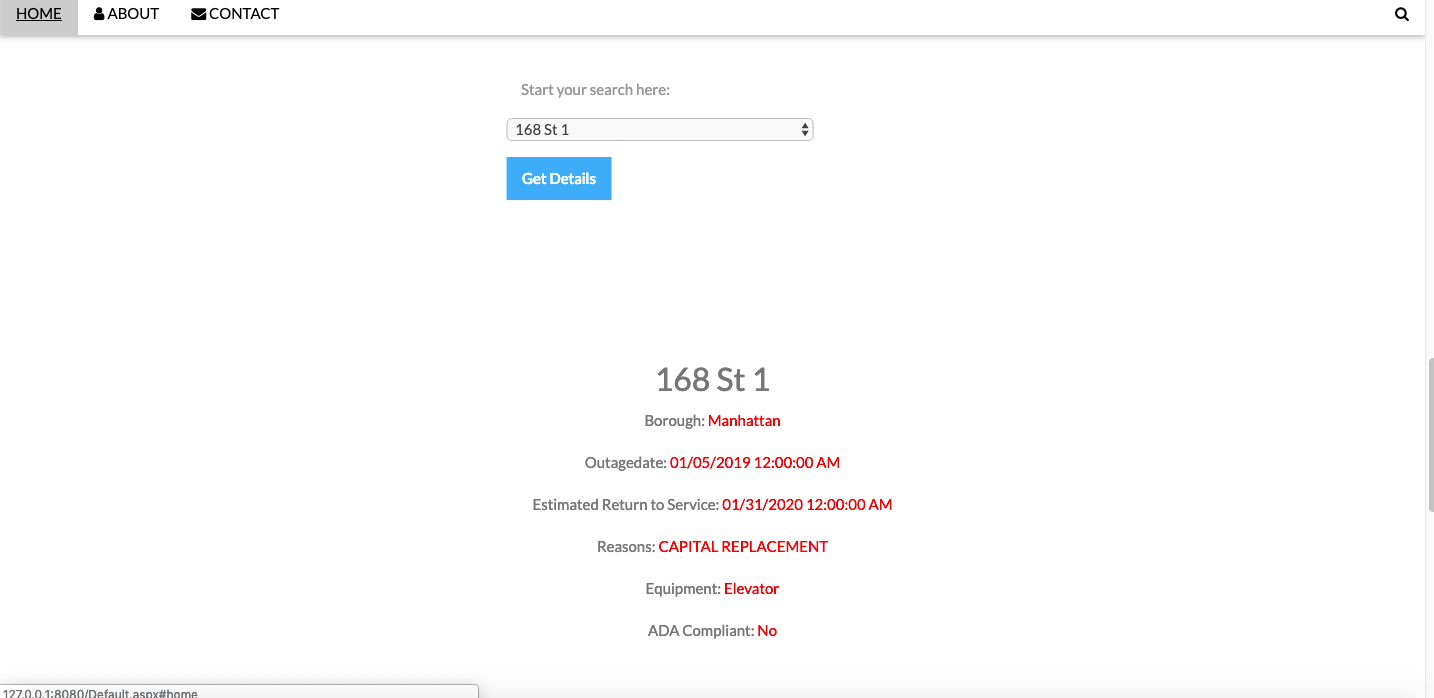 HOME ABOUT CONTACT
Start your search here:
168 St 1
Get Details
168 St 1
Borough: Manhattan
Outagedate: 01/05/2019 12:00:00 AM
Estimated Return to Service: 01/31/2020 12:00:00 AM
Reasons: CAPITAL REPLACEMENT
Equipment: Elevator
ADA Compliant: No
127.0.0.1:8080/Default.aspx#home